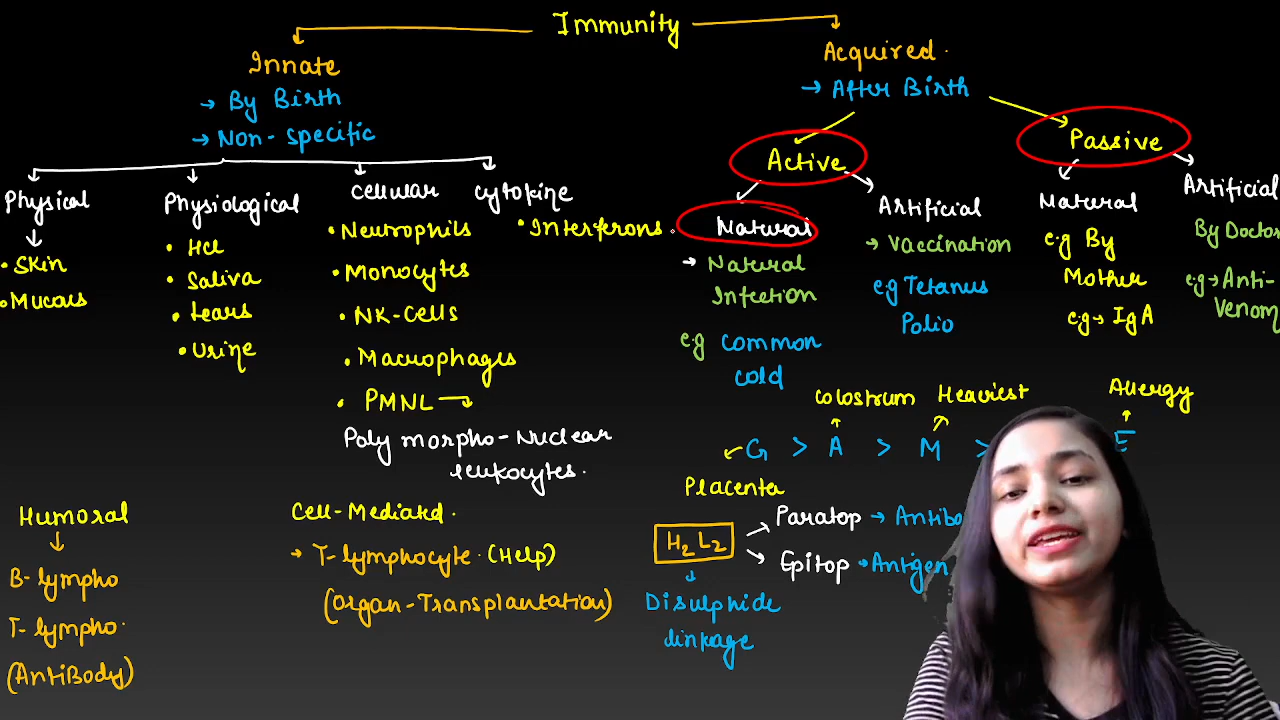 Immunity
Innate
→ By Birth
→ Non-specific
Physical
• Skin
• Mucous
Physiological
• Hcl
• Saliva
• tears
• Urine
cellular
• Neutrophils
• Monocytes
• NK-cells
• Macrophages
• PMNL →
Poly morpho-Nuclear
leukocytes.
cytokine
• Interferons
Acquired.
→ After Birth
Active
Natural
→ Natural
Infection
e.g common
cold
Artificial
→ Vaccination
e.g Tetanus
Polio
Passive
Natural
e.g By
Mother
e.g → IgA
Artificial
By Docto
e.g → Anti-
Venom
colostrum
Heaviest
Allergy
G > A > M > E
Placenta
H2L2
Paratop → Antibo
Epitop → Antigen
Disulphide
linkage
Humoral
B-lympho
T-lympho.
(AntiBody)
Cell-Mediated.
→ T-lymphocyte. (Help)
(organ-Transplantation)